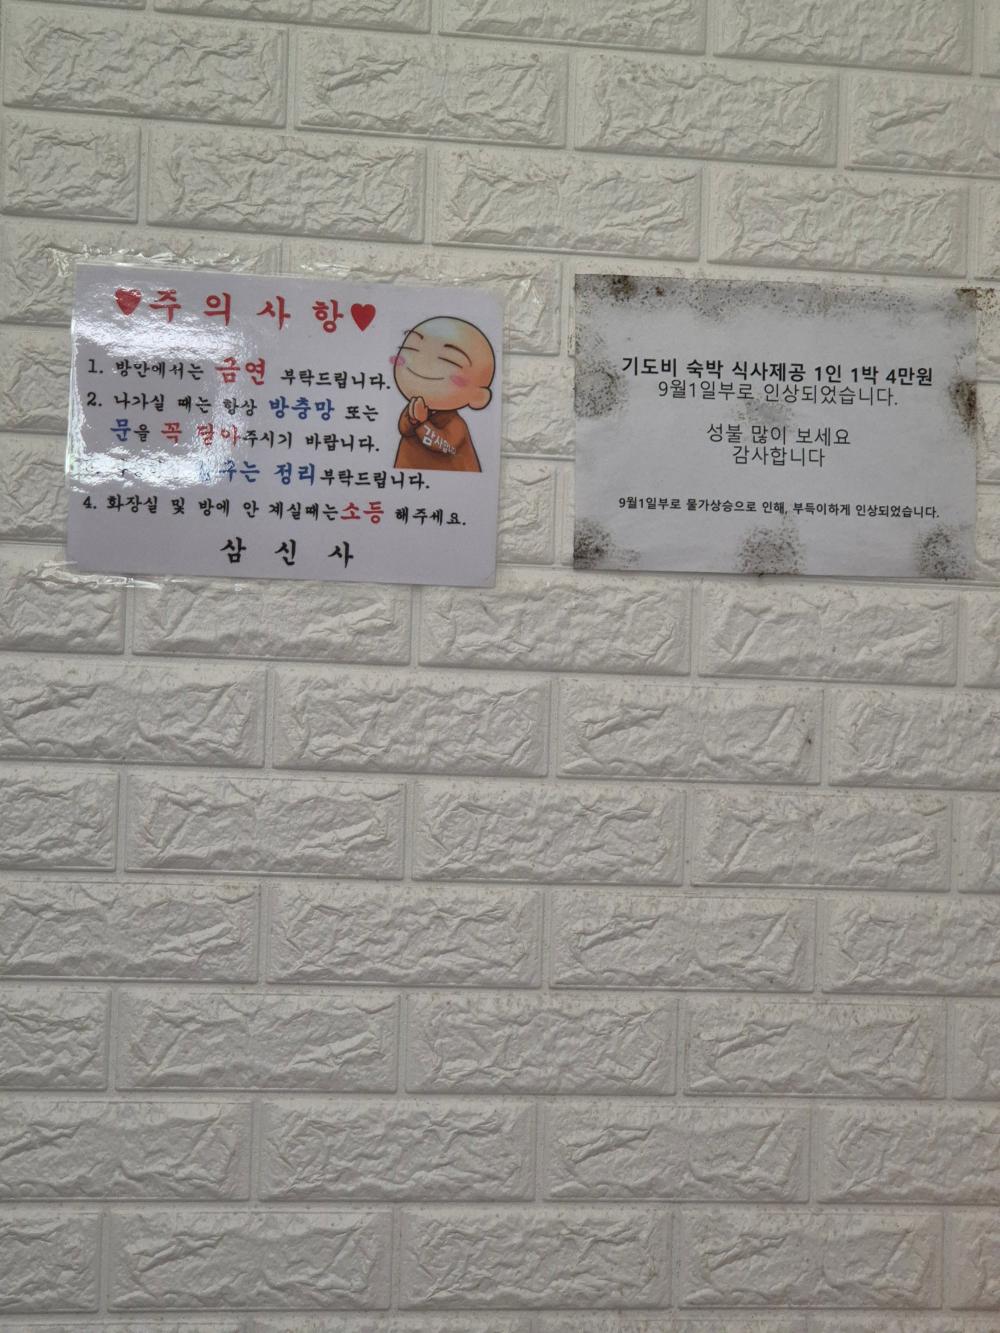 ♥주 의 사 항♥
1. 방안에서는 금연 부탁드립니다.
2. 나가실 때는 항상 방충망 또는
문을 꼭 닫아주시기 바랍니다.
정리부탁드립니다.
4. 화장실 및 방에 안 계실때는소등 해주세요.
삼 신 사
감사합니다
기도비 숙박 식사제공 1인 1박 4만원
9월1일부로 인상되었습니다.
성불 많이 보세요
감사합니다
9월1일부로 물가상승으로 인해, 부득이하게 인상되었습니다.